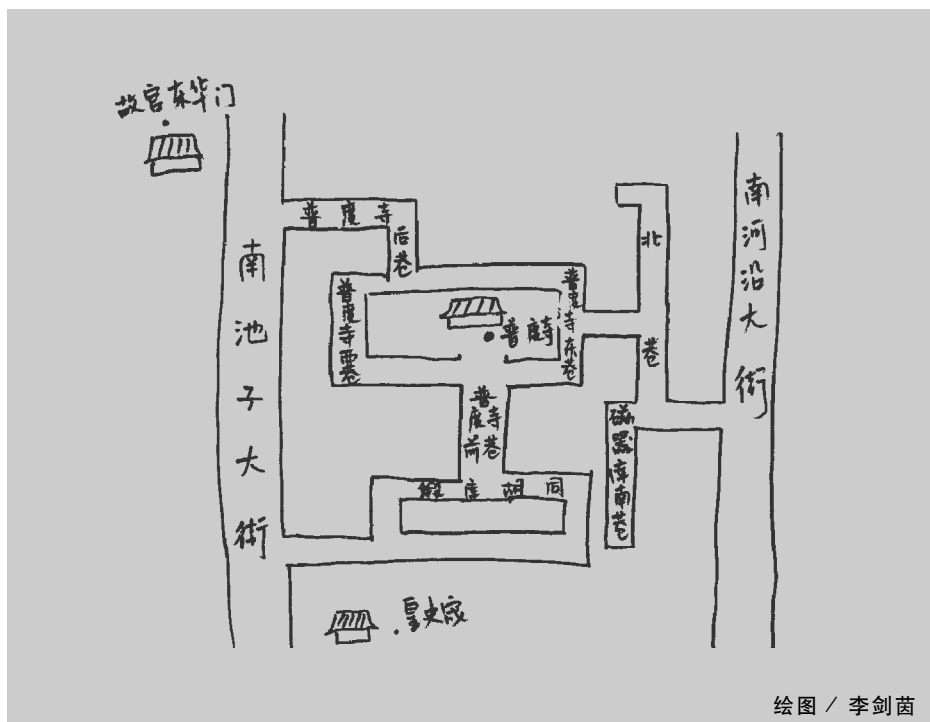 故宫东华门
南池子大街
普度寺后巷
普度寺西巷
普度寺
普度寺东巷
北巷
南河沿大街
普度寺前巷
磁器库南巷
缎库胡同
皇史宬
绘图 / 李剑茵